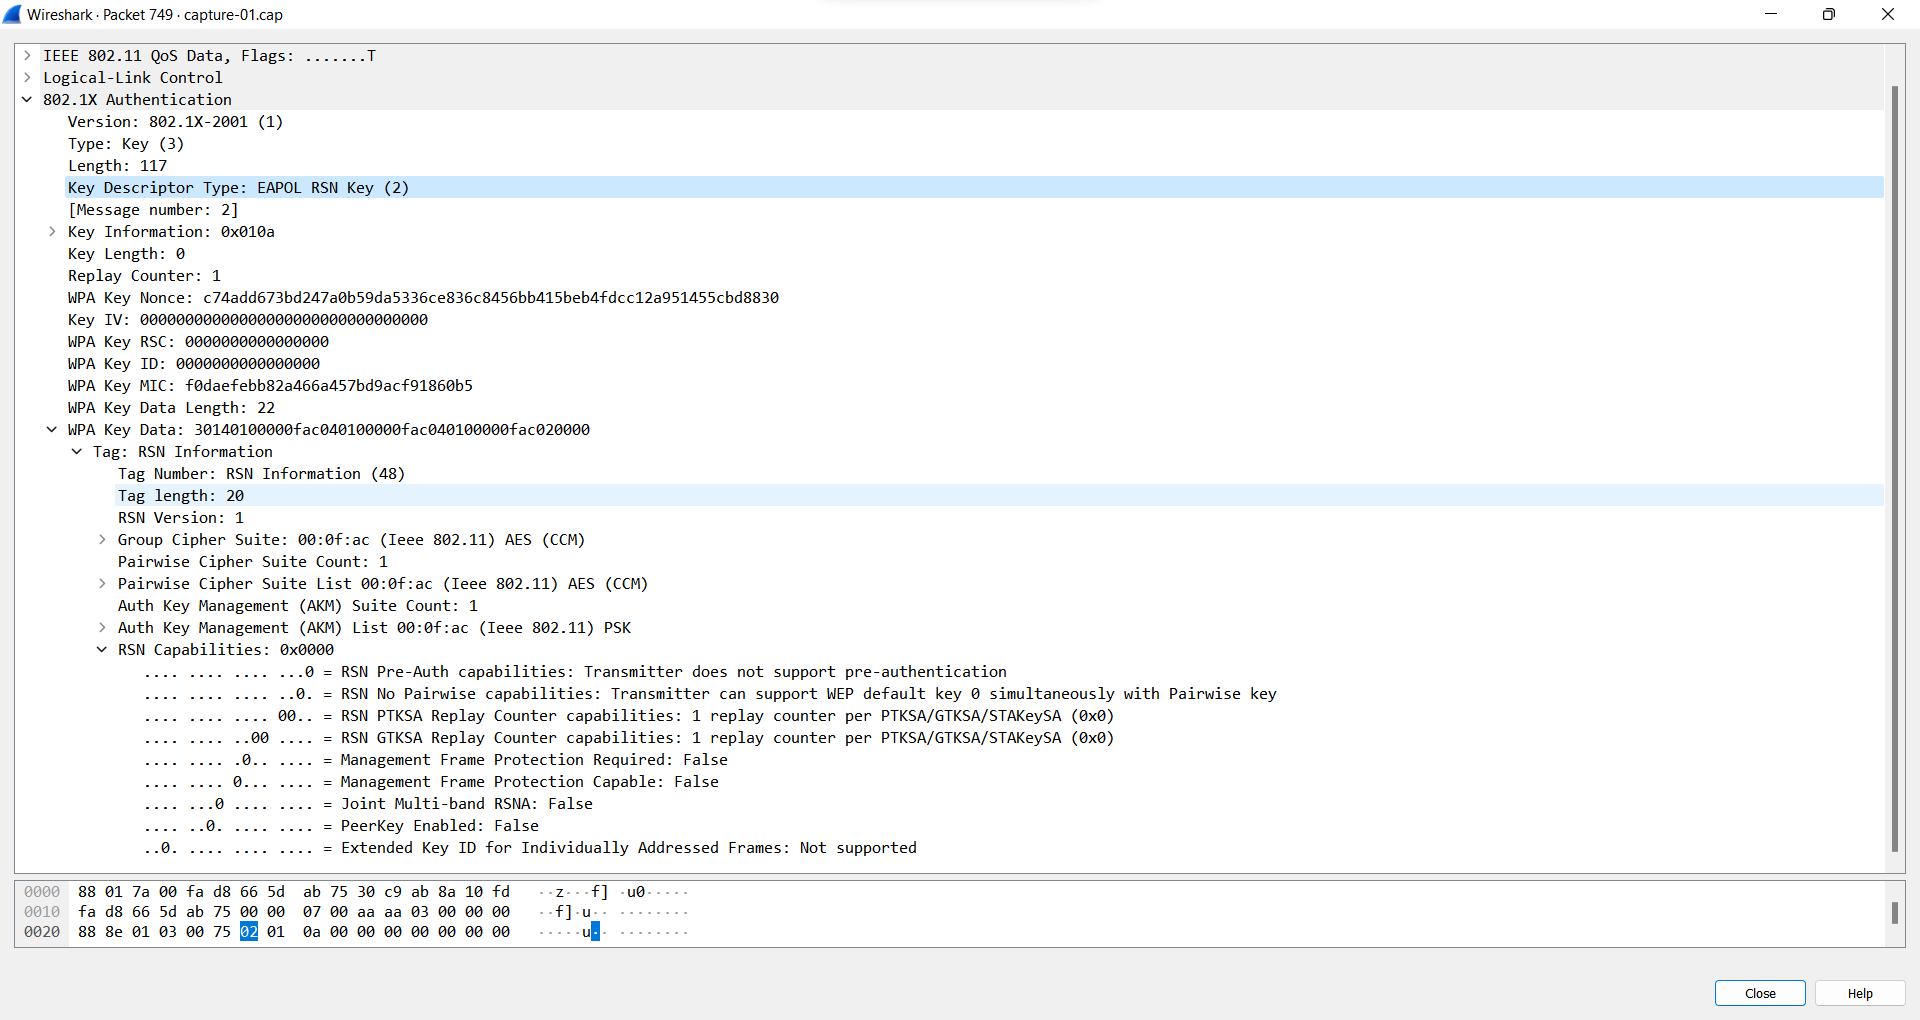 Wireshark · Packet 749 · capture-01.cap
IEEE 802.11 QoS Data, Flags: .......T
Logical-Link Control
802.1X Authentication
Version: 802.1X-2001 (1)
Type: Key (3)
Length: 117
Key Descriptor Type: EAPOL RSN Key (2)
[Message number: 2]
Key Information: 0x010a
Key Length: 0
Replay Counter: 1
WPA Key Nonce: c74add673bd247a0b59da5336ce836c8456bb415beb4fdcc12a951455cbd8830
Key IV: 00000000000000000000000000000000
WPA Key RSC: 0000000000000000
WPA Key ID: 0000000000000000
WPA Key MIC: f0daefebb82a466a457bd9acf91860b5
WPA Key Data Length: 22
WPA Key Data: 30140100000fac040100000fac040100000fac020000
Tag: RSN Information
Tag Number: RSN Information (48)
Tag length: 20
RSN Version: 1
Group Cipher Suite: 00:0f:ac (Ieee 802.11) AES (CCM)
Pairwise Cipher Suite Count: 1
Pairwise Cipher Suite List 00:0f:ac (Ieee 802.11) AES (CCM)
Auth Key Management (AKM) Suite Count: 1
Auth Key Management (AKM) List 00:0f:ac (Ieee 802.11) PSK
RSN Capabilities: 0x0000
.... .... .... ...0 = RSN Pre-Auth capabilities: Transmitter does not support pre-authentication
.... .... .... ..0. = RSN No Pairwise capabilities: Transmitter can support WEP default key 0 simultaneously with Pairwise key
.... .... .... 00.. = RSN PTKSA Replay Counter capabilities: 1 replay counter per PTKSA/GTKSA/STAKeySA (0x0)
.... .... ..00 .... = RSN GTKSA Replay Counter capabilities: 1 replay counter per PTKSA/GTKSA/STAKeySA (0x0)
.... .... .0.. .... = Management Frame Protection Required: False
.... .... 0... .... = Management Frame Protection Capable: False
.... ...0 .... .... = Joint Multi-band RSNA: False
.... ..0. .... .... = PeerKey Enabled: False
..0. .... .... .... = Extended Key ID for Individually Addressed Frames: Not supported
0000 88 01 7a 00 fa d8 66 5d ab 75 30 c9 ab 8a 10 fd ··z···f] ·u0·····
0010 fa d8 66 5d ab 75 00 00 07 00 aa aa 03 00 00 00 ··f]·u·· ········
0020 88 8e 01 03 00 75 02 01 0a 00 00 00 00 00 00 00 ·····u·· ········
Close Help